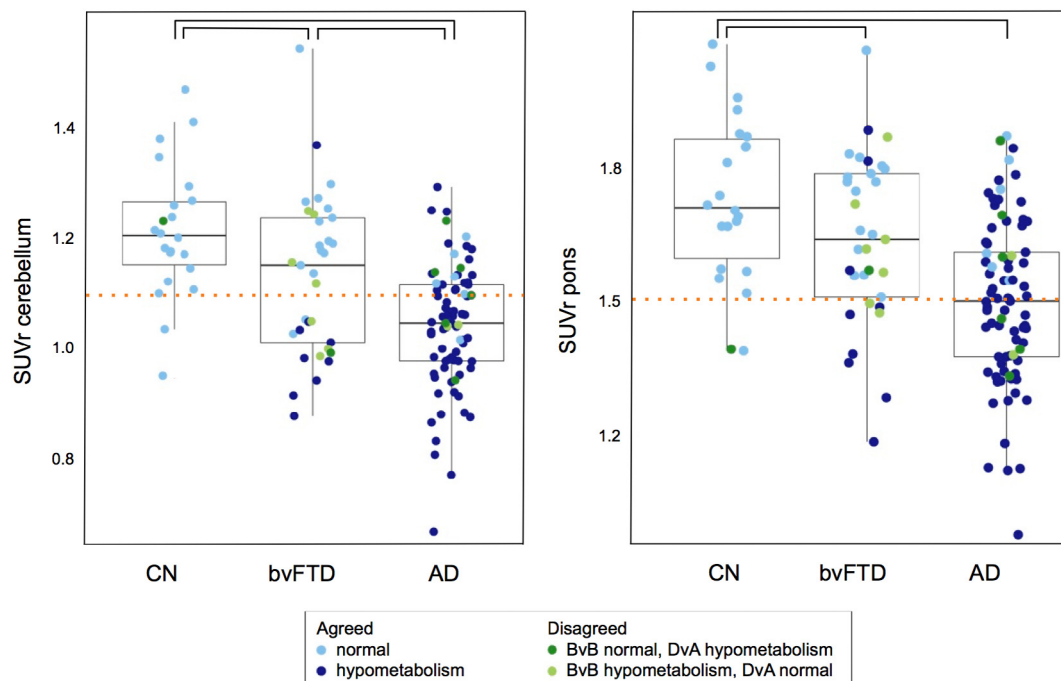 SUVr cerebellum
1.4
1.2
1.0
0.8
CN bvFTD AD
SUVr pons
1.8
1.5
1.2
CN bvFTD AD
Agreed
normal
hypometabolism
Disagreed
BvB normal, DvA hypometabolism
BvB hypometabolism, DvA normal